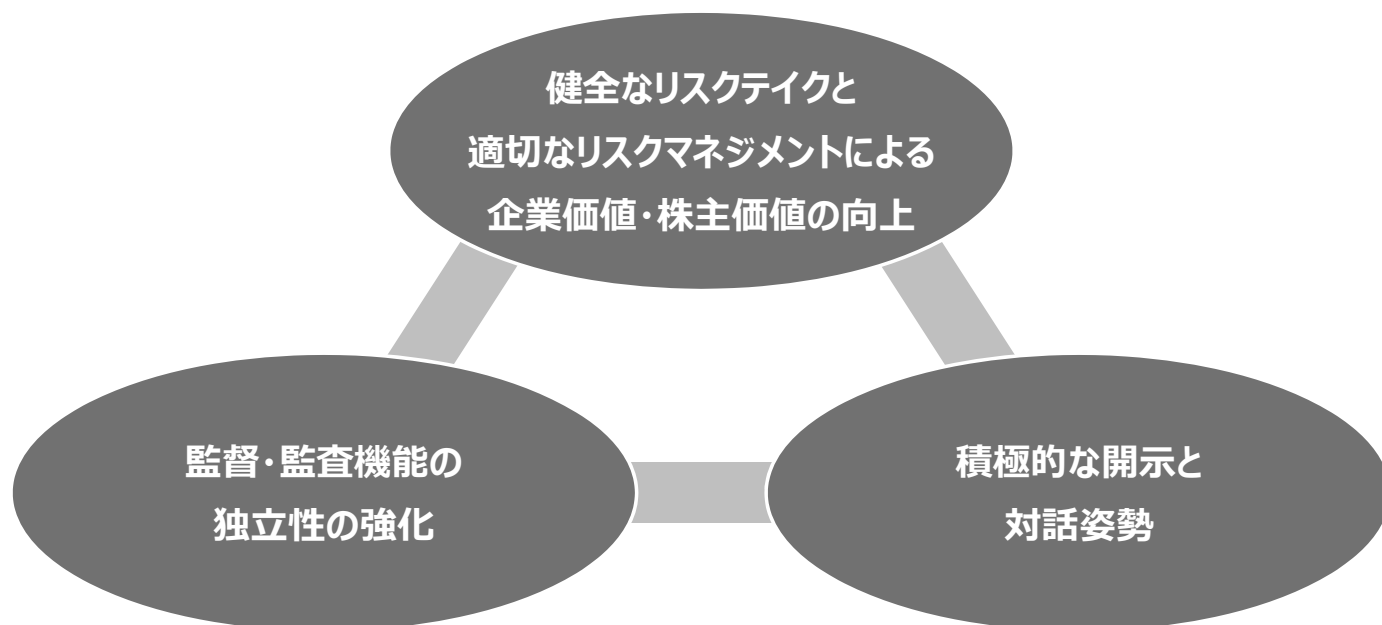 健全なリスクテイクと
適切なリスクマネジメントによる
企業価値・株主価値の向上
監督・監査機能の
独立性の強化
積極的な開示と
対話姿勢